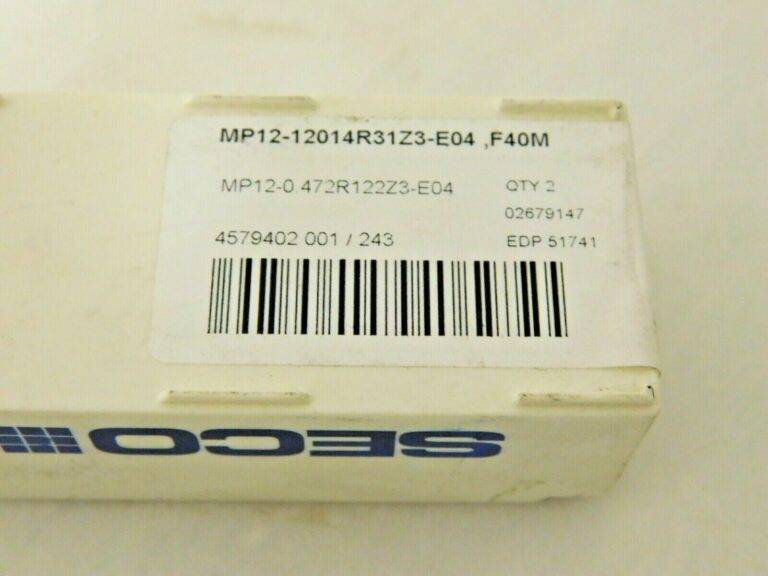 MP12-12014R31Z3-E04 ,F40M
MP12-0.472R122Z3-E04
QTY 2
02679147
4579402 001 / 243
EDP 51741
SECO